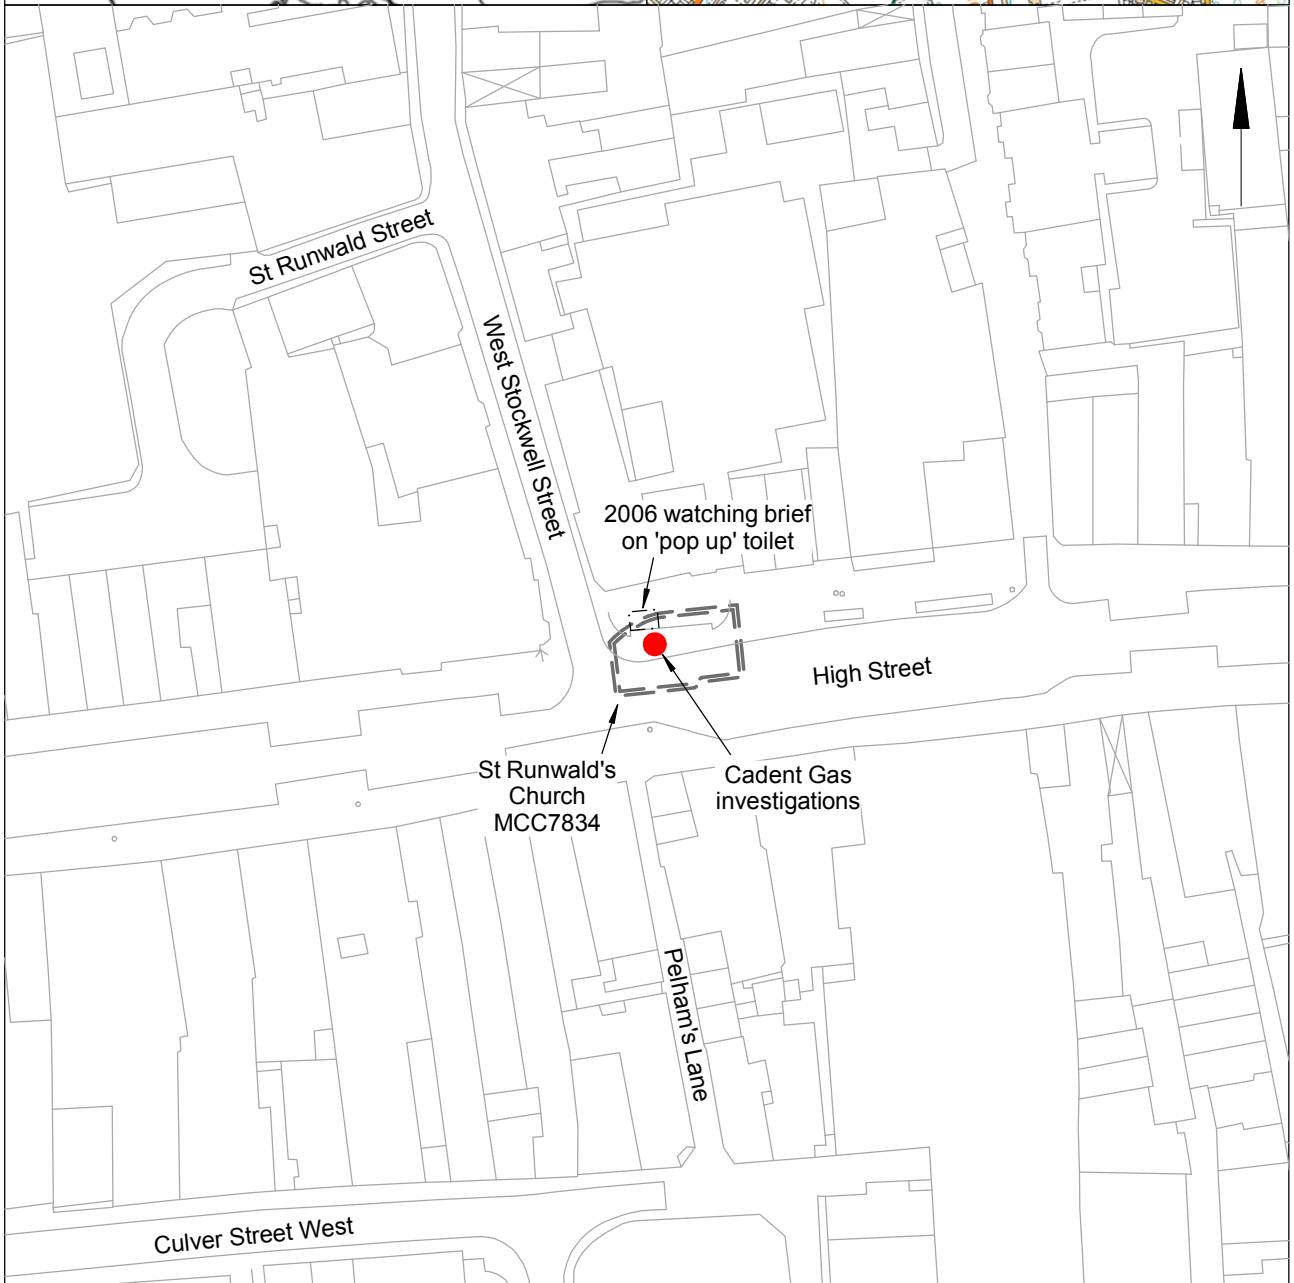 St Runwald Street
West Stockwell Street
2006 watching brief
on 'pop up' toilet
High Street
St Runwald's
Church
MCC7834
Cadent Gas
investigations
Pelham's Lane
Culver Street West